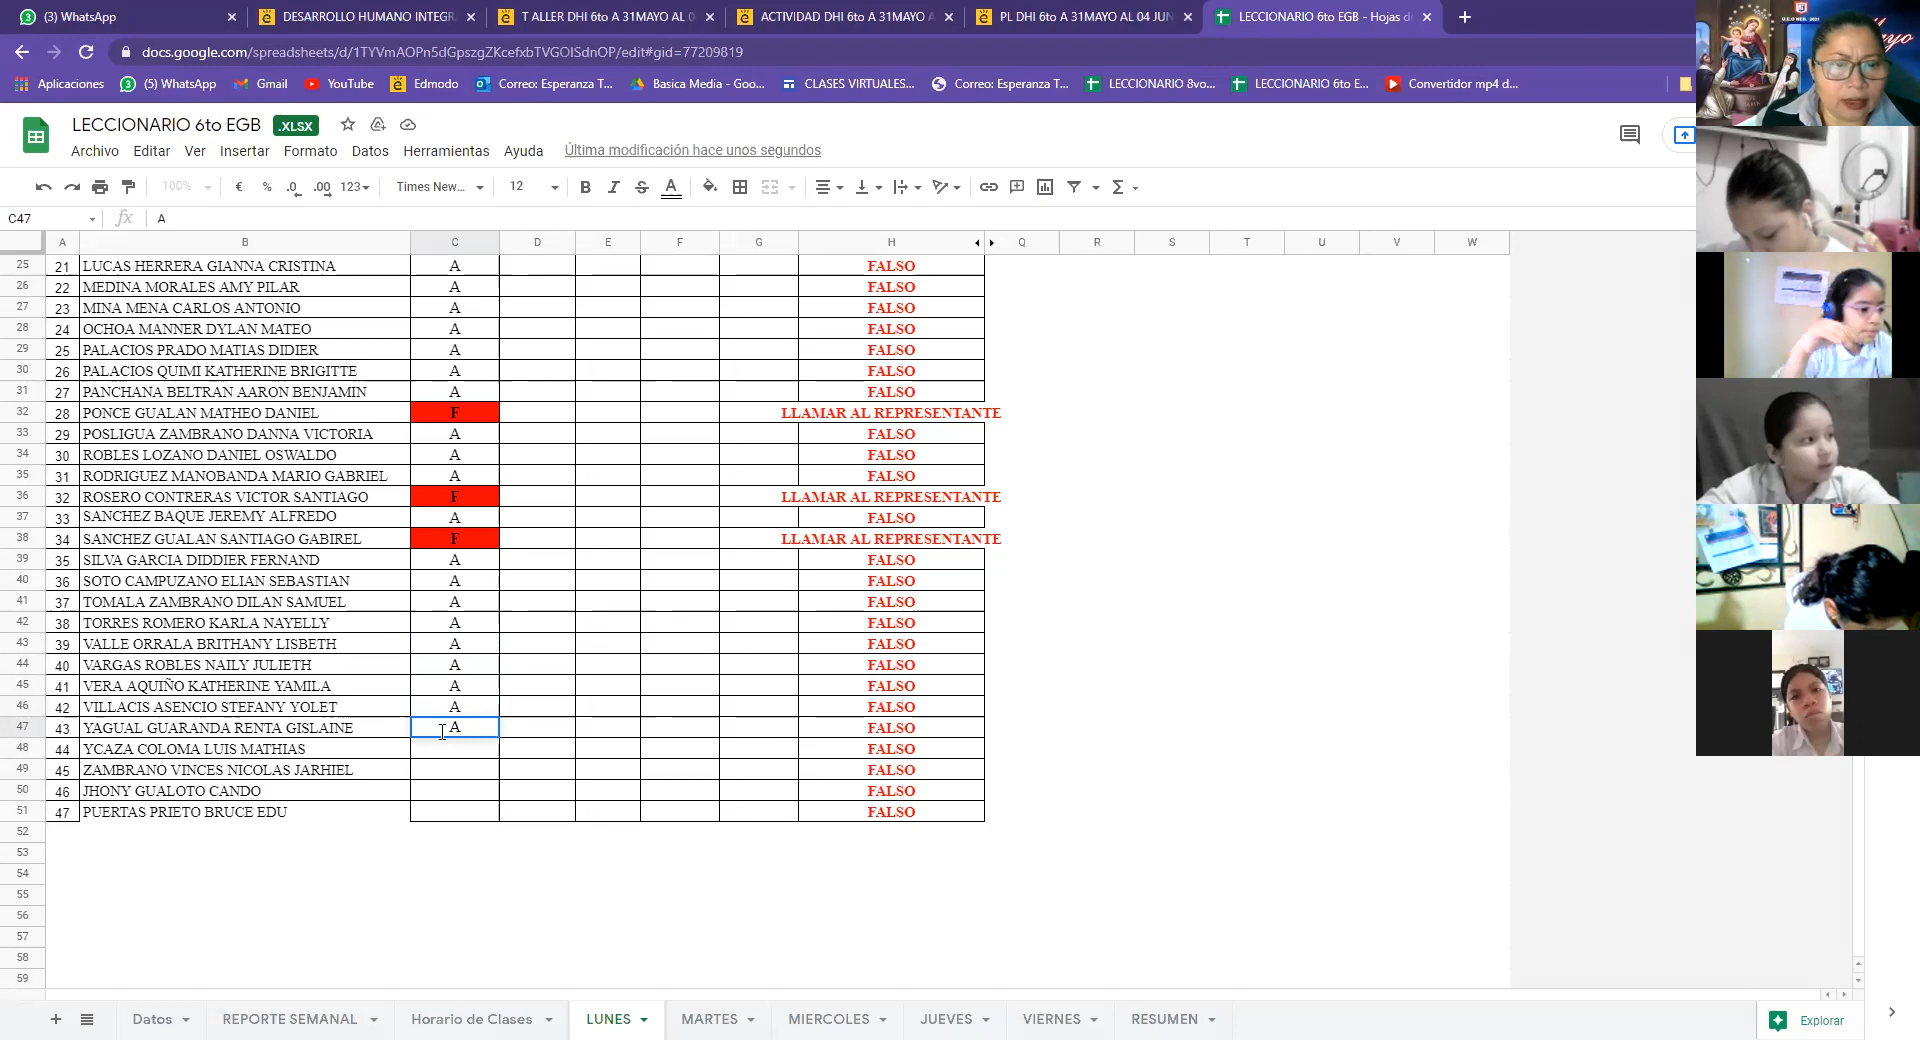 (3) WhatsApp
DESARROLLO HUMANO INTEGR
T ALLER DHI 6to A 31MAYO AL 0
ACTIVIDAD DHI 6to A 31MAYO A
PL DHI 6to A 31MAYO AL 04 JUN
LECCIONARIO 6to EGB - Hojas d
docs.google.com/spreadsheets/d/1TYVmAOPn5dGpszgZKcefxbTVGOISdnOP/edit#gid=77209819
Aplicaciones
(5) WhatsApp
Gmail
YouTube
Edmodo
Correo: Esperanza T...
Basica Media - Goo...
CLASES VIRTUALES...
Correo: Esperanza T...
LECCIONARIO 8vo...
LECCIONARIO 6to E...
Convertidor mp4 d...
LECCIONARIO 6to EGB
.XLSX
Archivo Editar Ver Insertar Formato Datos Herramientas Ayuda Última modificación hace unos segundos
100% € % .0 .00 123 Times New... 12
C47 fx A
A B C D E F G H Q R S T U V W
25 21 LUCAS HERRERA GIANNA CRISTINA A FALSO
26 22 MEDINA MORALES AMY PILAR A FALSO
27 23 MINA MENA CARLOS ANTONIO A FALSO
28 24 OCHOA MANNER DYLAN MATEO A FALSO
29 25 PALACIOS PRADO MATIAS DIDIER A FALSO
30 26 PALACIOS QUIMI KATHERINE BRIGITTE A FALSO
31 27 PANCHANA BELTRAN AARON BENJAMIN A FALSO
32 28 PONCE GUALAN MATHEO DANIEL F LLAMAR AL REPRESENTANTE
33 29 POSLIGUA ZAMBRANO DANNA VICTORIA A FALSO
34 30 ROBLES LOZANO DANIEL OSWALDO A FALSO
35 31 RODRIGUEZ MANOBANDA MARIO GABRIEL A FALSO
36 32 ROSERO CONTRERAS VICTOR SANTIAGO F LLAMAR AL REPRESENTANTE
37 33 SANCHEZ BAQUE JEREMY ALFREDO A FALSO
38 34 SANCHEZ GUALAN SANTIAGO GABIREL F LLAMAR AL REPRESENTANTE
39 35 SILVA GARCIA DIDDIER FERNAND A FALSO
40 36 SOTO CAMPUZANO ELIAN SEBASTIAN A FALSO
41 37 TOMALA ZAMBRANO DILAN SAMUEL A FALSO
42 38 TORRES ROMERO KARLA NAYELLY A FALSO
43 39 VALLE ORRALA BRITHANY LISBETH A FALSO
44 40 VARGAS ROBLES NAILY JULIETH A FALSO
45 41 VERA AQUIÑO KATHERINE YAMILA A FALSO
46 42 VILLACIS ASENCIO STEFANY YOLET A FALSO
47 43 YAGUAL GUARANDA RENTA GISLAINE A FALSO
48 44 YCAZA COLOMA LUIS MATHIAS FALSO
49 45 ZAMBRANO VINCES NICOLAS JARHIEL FALSO
50 46 JHONY GUALOTO CANDO FALSO
51 47 PUERTAS PRIETO BRUCE EDU FALSO
52
53
54
55
56
57
58
59
Datos REPORTE SEMANAL Horario de Clases LUNES MARTES MIERCOLES JUEVES VIERNES RESUMEN Explorar